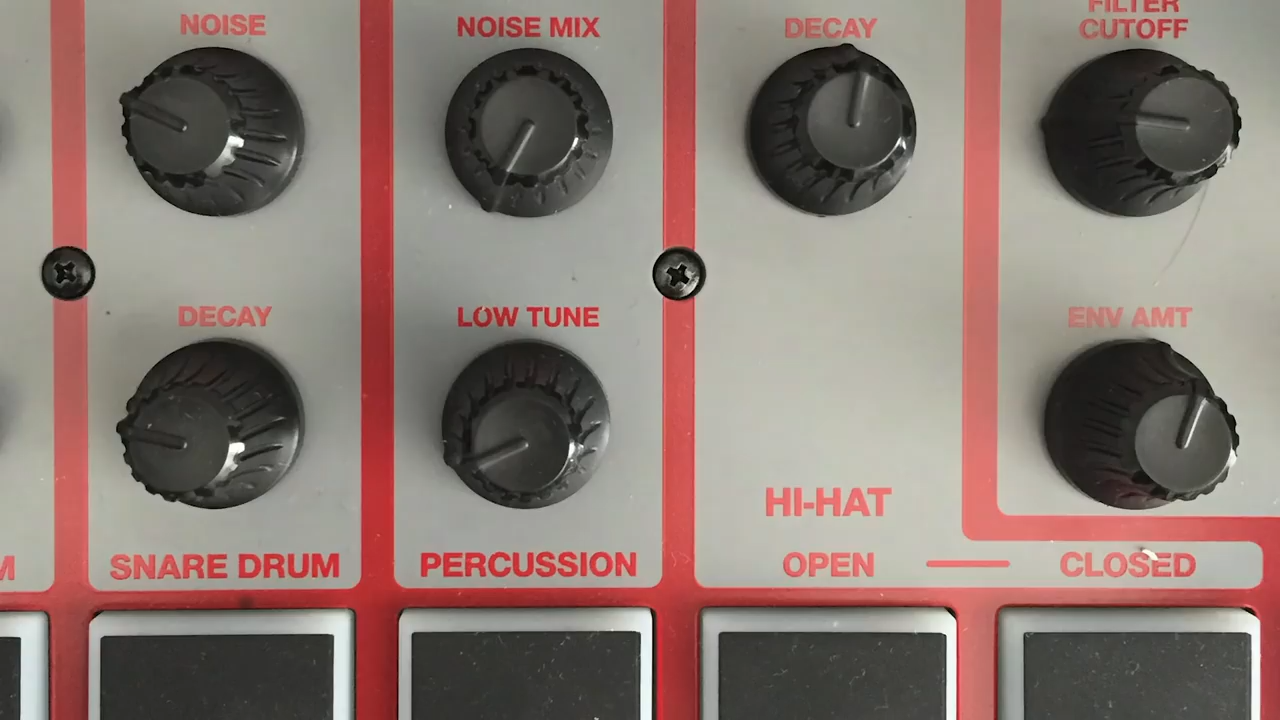 NOISE
NOISE MIX
DECAY
FILTER
CUTOFF
DECAY
LOW TUNE
ENV AMT
HI-HAT
SNARE DRUM
PERCUSSION
OPEN
CLOSED